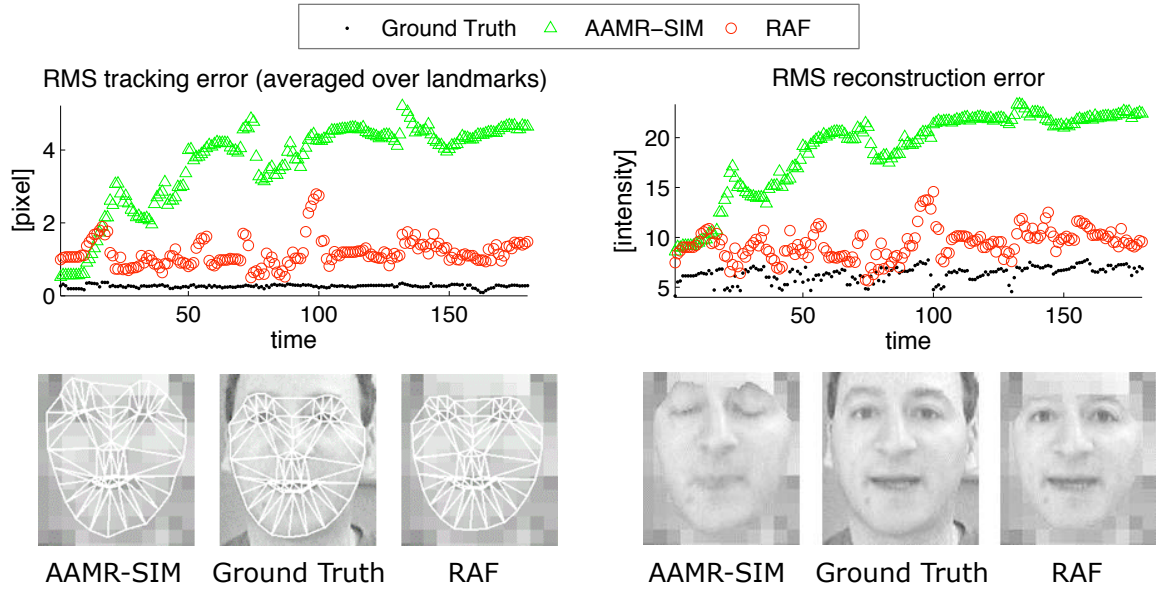 Ground Truth AAMR−SIM RAF
RMS tracking error (averaged over landmarks)
[pixel]
4
2
0
50 100 150
time
RMS reconstruction error
[intensity]
20
15
10
5
50 100 150
time
AAMR-SIM Ground Truth RAF
AAMR-SIM Ground Truth RAF